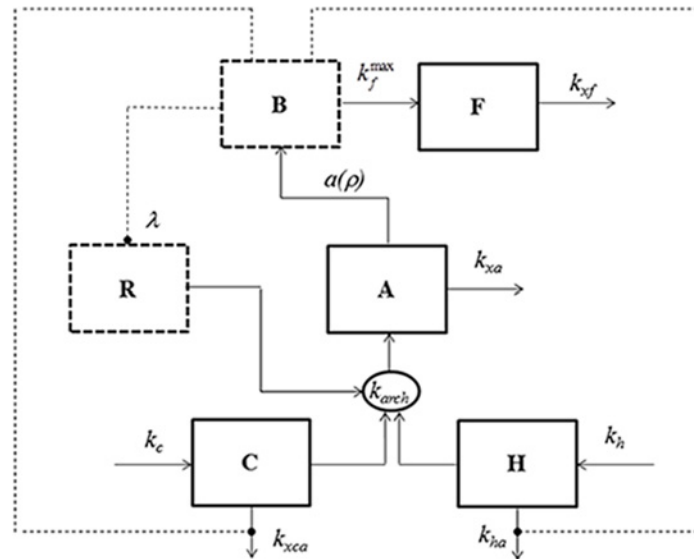 B
k_f^max
F
k_xf
a(ρ)
λ
R
A
k_xa
k_arch
k_c
C
H
k_h
k_xca
k_ha